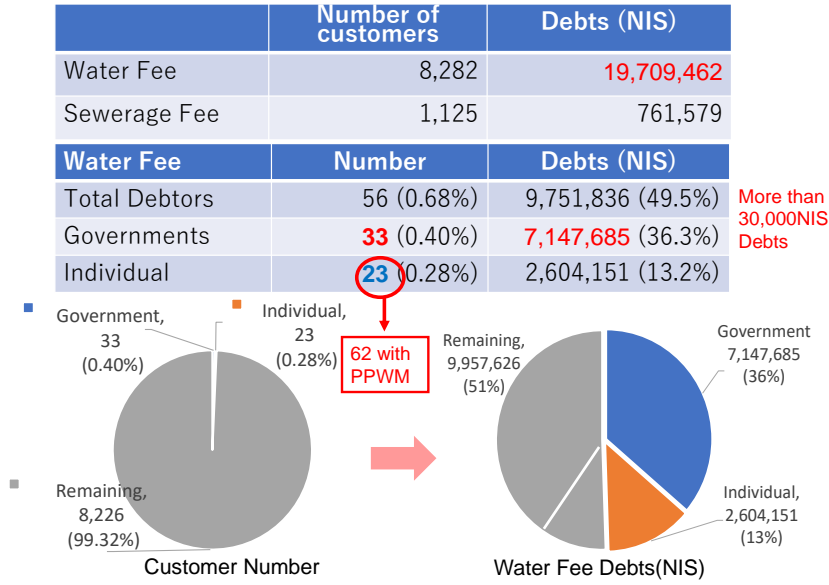 Number of customers Debts (NIS)
Water Fee 8,282 19,709,462
Sewerage Fee 1,125 761,579
Water Fee Number Debts (NIS)
Total Debtors 56 (0.68%) 9,751,836 (49.5%)
Governments 33 (0.40%) 7,147,685 (36.3%)
Individual 23 (0.28%) 2,604,151 (13.2%)
More than
30,000NIS
Debts
Government,
33
(0.40%)
Individual,
23
(0.28%)
62 with
PPWM
Remaining,
8,226
(99.32%)
Customer Number
Remaining,
9,957,626
(51%)
Government
7,147,685
(36%)
Individual,
2,604,151
(13%)
Water Fee Debts(NIS)